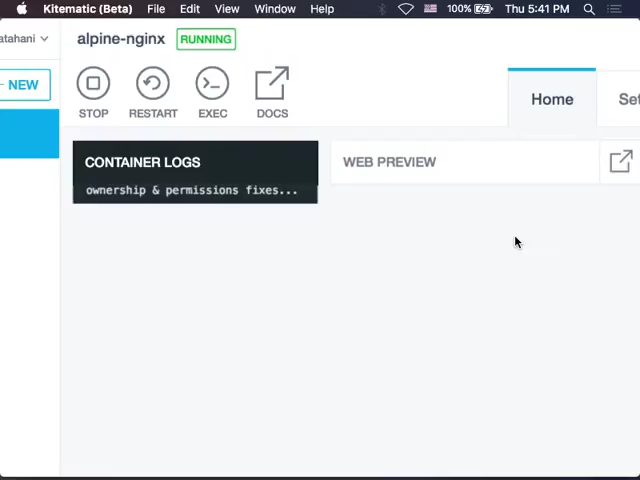 Kitematic (Beta) File Edit View Window Help 100% Thu 5:41 PM
atahani
alpine-nginx RUNNING
NEW
STOP RESTART EXEC DOCS
Home Set
CONTAINER LOGS
WEB PREVIEW
ownership & permissions fixes...